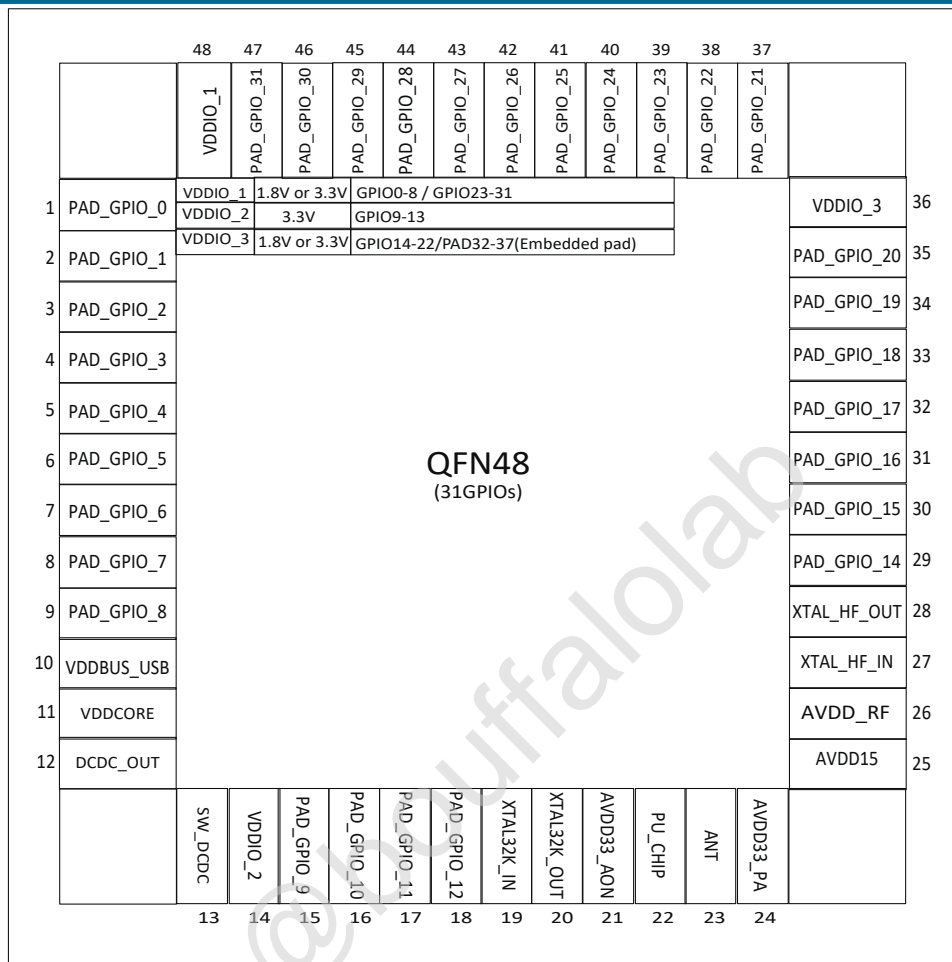 48 47 46 45 44 43 42 41 40 39 38 37
VDDIO_1
PAD_GPIO_31
PAD_GPIO_30
PAD_GPIO_29
PAD_GPIO_28
PAD_GPIO_27
PAD_GPIO_26
PAD_GPIO_25
PAD_GPIO_24
PAD_GPIO_23
PAD_GPIO_22
PAD_GPIO_21
VDDIO_1 1.8V or 3.3V GPIO0-8 / GPIO23-31
VDDIO_2 3.3V GPIO9-13
VDDIO_3 1.8V or 3.3V GPIO14-22/PAD32-37(Embedded pad)
1 PAD_GPIO_0
2 PAD_GPIO_1
3 PAD_GPIO_2
4 PAD_GPIO_3
5 PAD_GPIO_4
6 PAD_GPIO_5
7 PAD_GPIO_6
8 PAD_GPIO_7
9 PAD_GPIO_8
10 VDDBUS_USB
11 VDDCORE
12 DCDC_OUT
QFN48
(31GPIOs)
VDDIO_3 36
PAD_GPIO_20 35
PAD_GPIO_19 34
PAD_GPIO_18 33
PAD_GPIO_17 32
PAD_GPIO_16 31
PAD_GPIO_15 30
PAD_GPIO_14 29
XTAL_HF_OUT 28
XTAL_HF_IN 27
AVDD_RF 26
AVDD15 25
SW_DCDC
VDDIO_2
PAD_GPIO_9
PAD_GPIO_10
PAD_GPIO_11
PAD_GPIO_12
XTAL32K_IN
XTAL32K_OUT
AVDD33_AON
PU_CHIP
ANT
AVDD33_PA
13 14 15 16 17 18 19 20 21 22 23 24
@bouffalolab